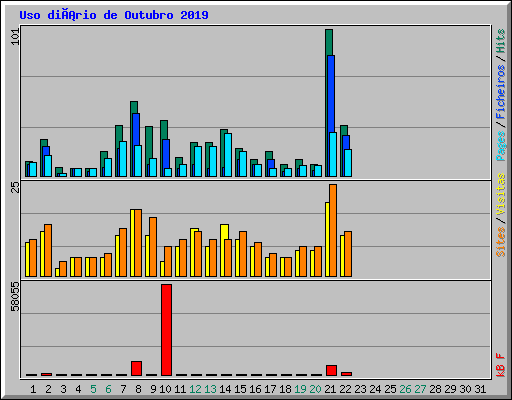 Uso diÃ¡rio de Outubro 2019
101
25
58055
Pages / Ficheiros / Hits
Sites / Visitas
kB F
1 2 3 4 5 6 7 8 9 10 11 12 13 14 15 16 17 18 19 20 21 22 23 24 25 26 27 28 29 30 31